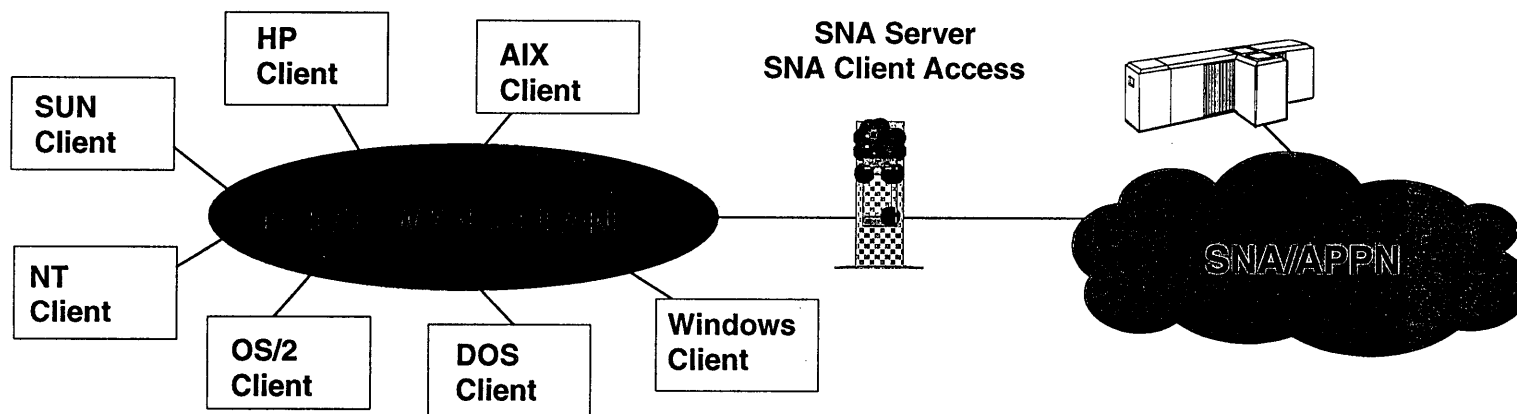 HP
Client
AIX
Client
SNA Server
SNA Client Access
SUN
Client
SNA/APPN
NT
Client
OS/2
Client
DOS
Client
Windows
Client